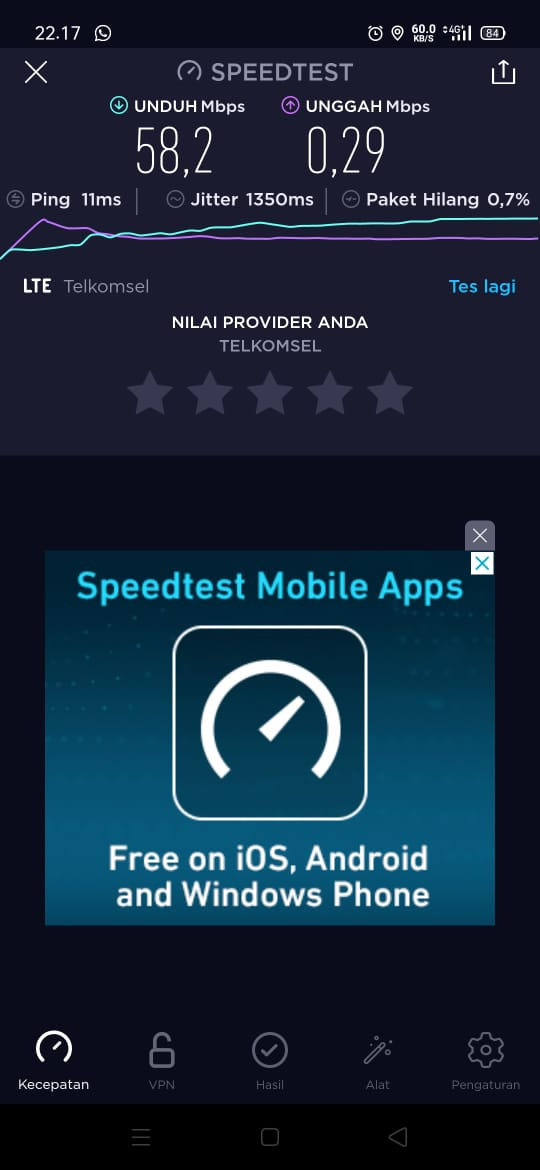 22.17 60.0 KB/S 4G+ 84
SPEEDTEST
UNDUH Mbps UNGGAH Mbps
58,2 0,29
Ping 11ms Jitter 1350ms Paket Hilang 0,7%
LTE Telkomsel Tes lagi
NILAI PROVIDER ANDA
TELKOMSEL
Speedtest Mobile Apps
Free on iOS, Android
and Windows Phone
Kecepatan VPN Hasil Alat Pengaturan